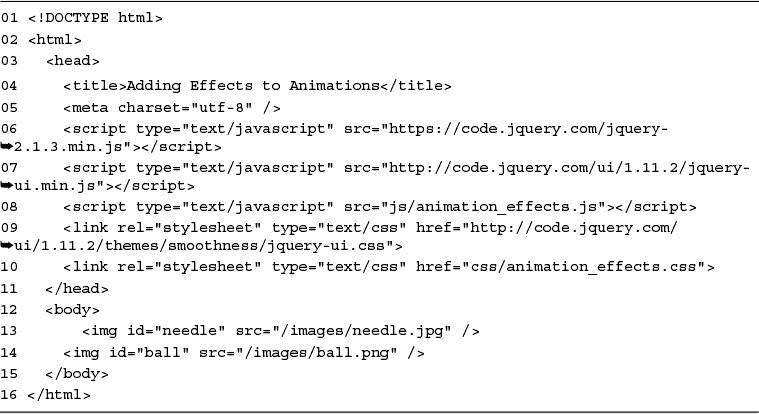 01 <!DOCTYPE html>
02 <html>
03   <head>
04     <title>Adding Effects to Animations</title>
05     <meta charset="utf-8" />
06     <script type="text/javascript" src="https://code.jquery.com/jquery-
➥2.1.3.min.js"></script>
07     <script type="text/javascript" src="http://code.jquery.com/ui/1.11.2/jquery-
➥ui.min.js"></script>
08     <script type="text/javascript" src="js/animation_effects.js"></script>
09     <link rel="stylesheet" type="text/css" href="http://code.jquery.com/
➥ui/1.11.2/themes/smoothness/jquery-ui.css">
10     <link rel="stylesheet" type="text/css" href="css/animation_effects.css">
11   </head>
12   <body>
13       <img id="needle" src="/images/needle.jpg" />
14     <img id="ball" src="/images/ball.png" />
15   </body>
16 </html>